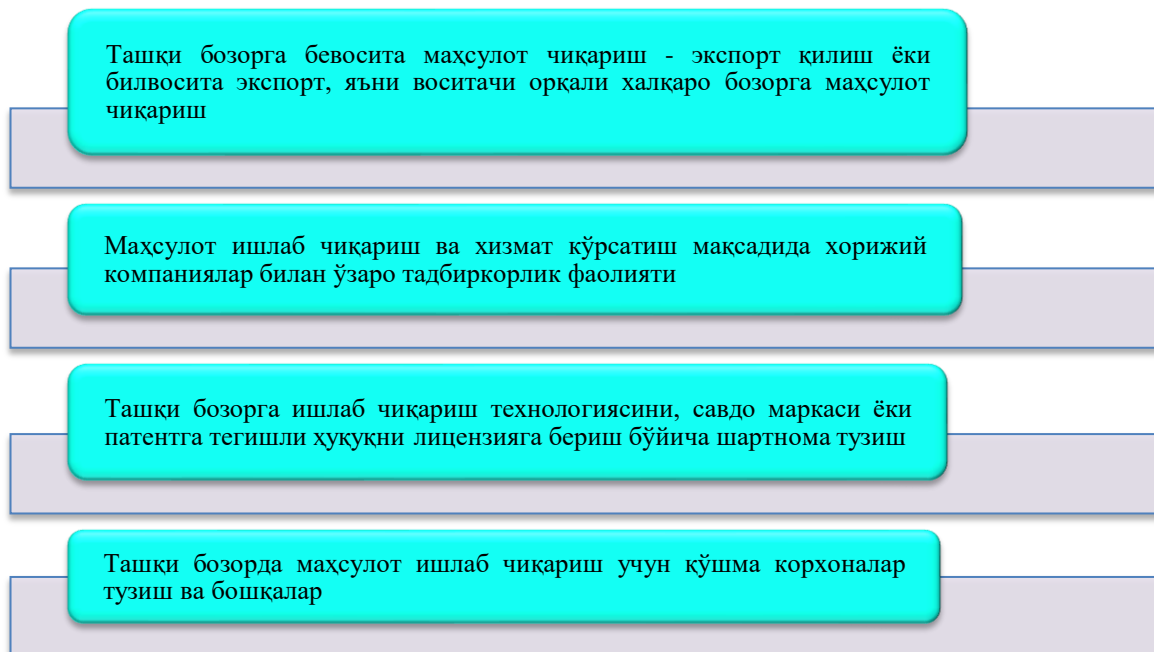 Ташқи бозорга бевосита маҳсулот чиқариш - экспорт қилиш ёки
билвосита экспорт, яъни воситачи орқали халқаро бозорга маҳсулот
чиқариш
Маҳсулот ишлаб чиқариш ва хизмат кўрсатиш мақсадида хорижий
компаниялар билан ўзаро тадбиркорлик фаолияти
Ташқи бозорга ишлаб чиқариш технологиясини, савдо маркаси ёки
патентга тегишли ҳуқуқни лицензияга бериш бўйича шартнома тузиш
Ташқи бозорда маҳсулот ишлаб чиқариш учун қўшма корхоналар
тузиш ва бошқалар